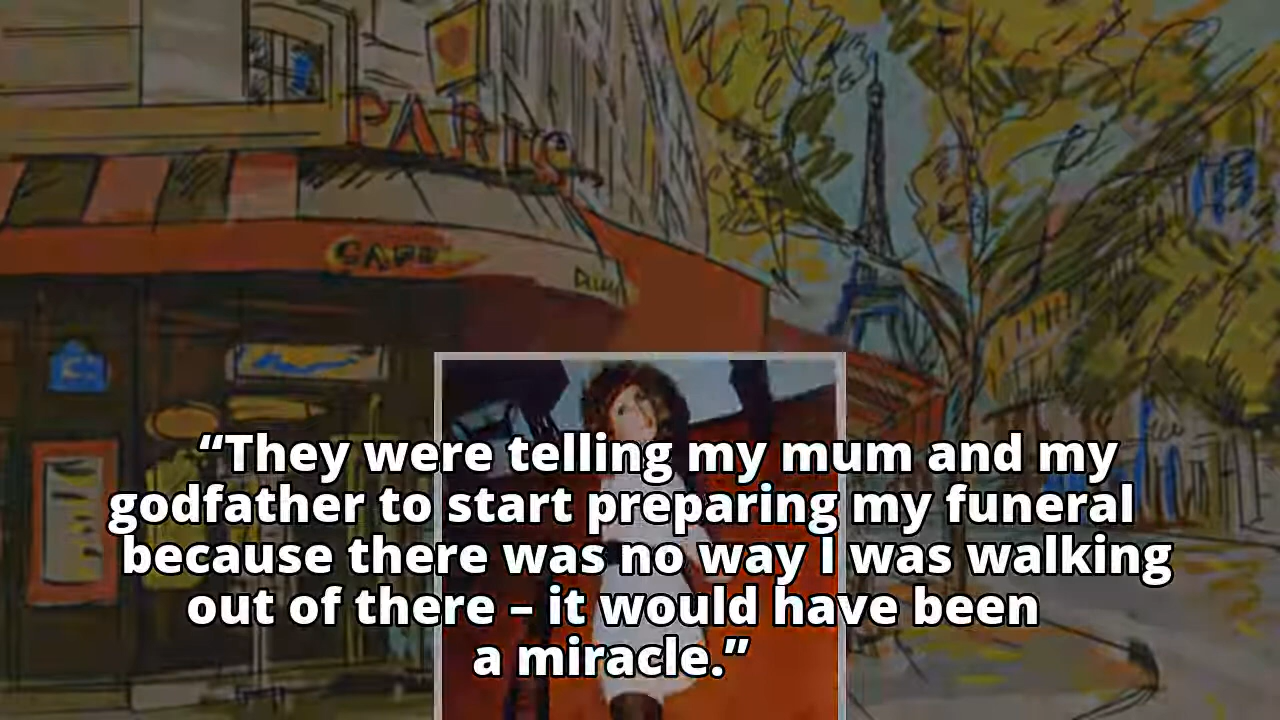 PARIS
CAFE
“They were telling my mum and my
godfather to start preparing my funeral
because there was no way I was walking
out of there – it would have been
a miracle.”